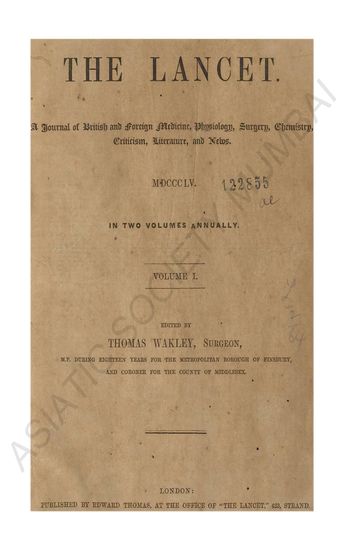 THE LANCET.
A Journal of British and Foreign Medicine, Physiology, Surgery, Chemistry,
Criticism, Literature, and News.
MDCCCLV.
122855
al
IN TWO VOLUMES ANNUALLY.
VOLUME I.
EDITED BY
THOMAS WAKLEY, SURGEON,
M.P. DURING EIGHTEEN YEARS FOR THE METROPOLITAN BOROUGH OF FINSBURY,
AND CORONER FOR THE COUNTY OF MIDDLESEX.
LONDON:
PUBLISHED BY EDWARD THOMAS, AT THE OFFICE OF "THE LANCET," 423, STRAND.
ASIATIC SOCIETY MUMBAI